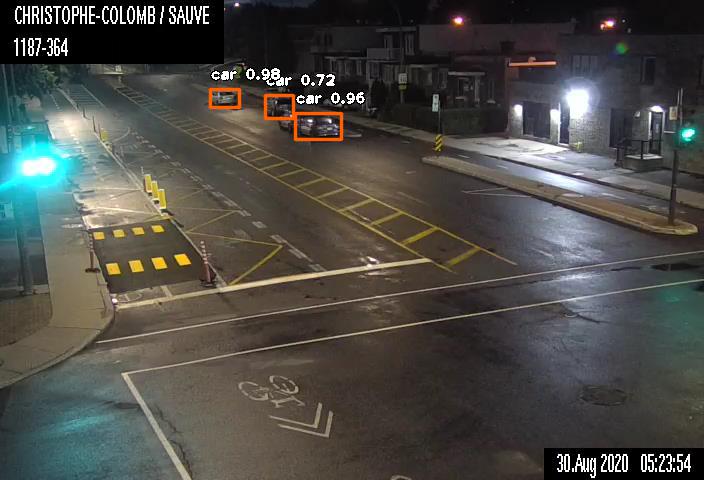 CHRISTOPHE-COLOMB / SAUVE
1187-364
car 0.98
car 0.72
car 0.96
30.Aug 2020 05:23:54